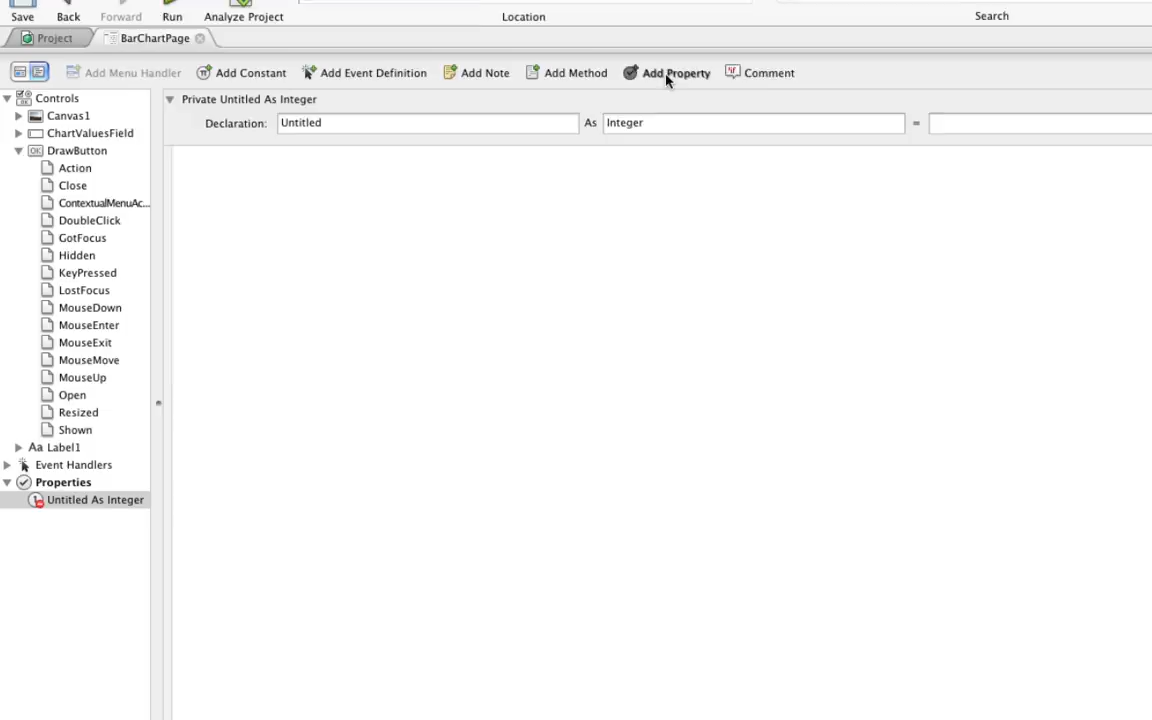 Save Back Forward Run Analyze Project Location Search
Project BarChartPage
Add Menu Handler Add Constant Add Event Definition Add Note Add Method Add Property Comment
Controls
Canvas1
ChartValuesField
DrawButton
Action
Close
ContextualMenuAc...
DoubleClick
GotFocus
Hidden
KeyPressed
LostFocus
MouseDown
MouseEnter
MouseExit
MouseMove
MouseUp
Open
Resized
Shown
Aa Label1
Event Handlers
Properties
Untitled As Integer
Private Untitled As Integer
Declaration: Untitled As Integer =